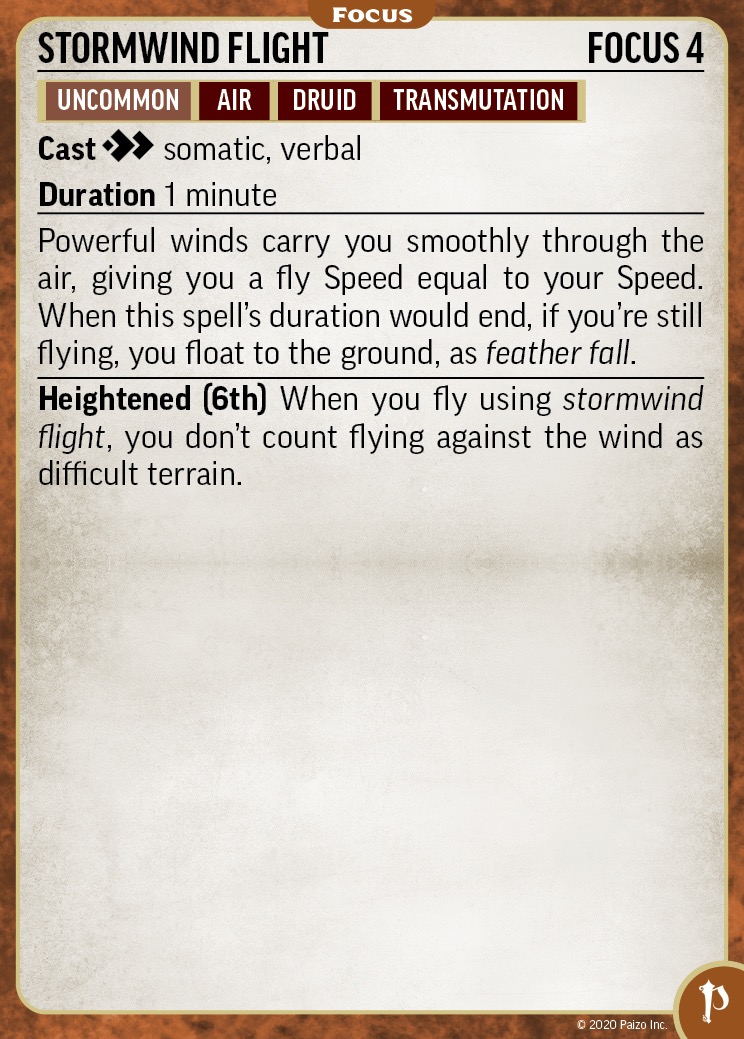 Focus
STORMWIND FLIGHT FOCUS 4
UNCOMMON AIR DRUID TRANSMUTATION
Cast somatic, verbal
Duration 1 minute
Powerful winds carry you smoothly through the
air, giving you a fly Speed equal to your Speed.
When this spell’s duration would end, if you’re still
flying, you float to the ground, as feather fall.
Heightened (6th) When you fly using stormwind
flight, you don’t count flying against the wind as
difficult terrain.
© 2020 Paizo Inc.
P